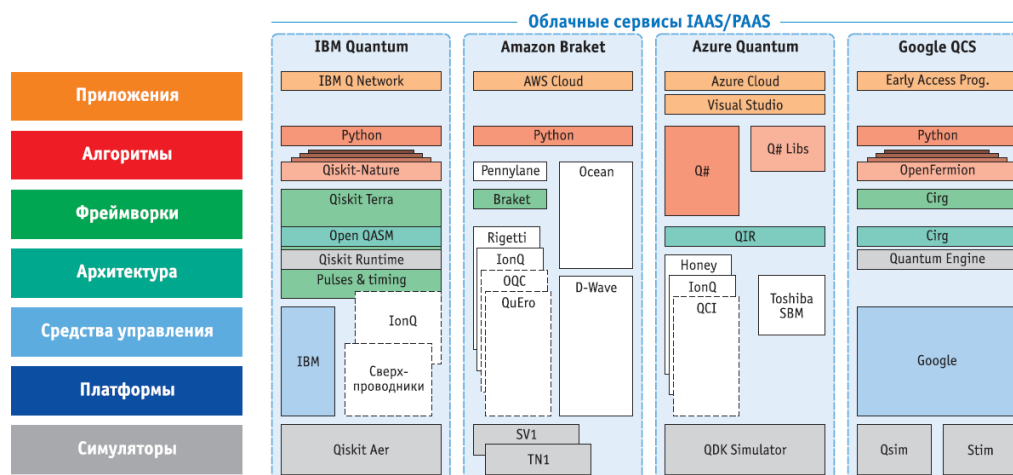 Облачные сервисы IAAS/PAAS
Приложения
Алгоритмы
Фреймворки
Архитектура
Средства управления
Платформы
Симуляторы
IBM Quantum
IBM Q Network
Python
Qiskit-Nature
Qiskit Terra
Open QASM
Qiskit Runtime
Pulses & timing
IonQ
IBM
Сверх-
проводники
Qiskit Aer
Amazon Braket
AWS Cloud
Python
Pennylane
Ocean
Braket
Rigetti
IonQ
OQC
QuEro
D-Wave
SV1
TN1
Azure Quantum
Azure Cloud
Visual Studio
Q#
Q# Libs
QIR
Honey
IonQ
QCI
Toshiba
SBM
QDK Simulator
Google QCS
Early Access Prog.
Python
OpenFermion
Cirg
Cirg
Quantum Engine
Google
Qsim
Stim